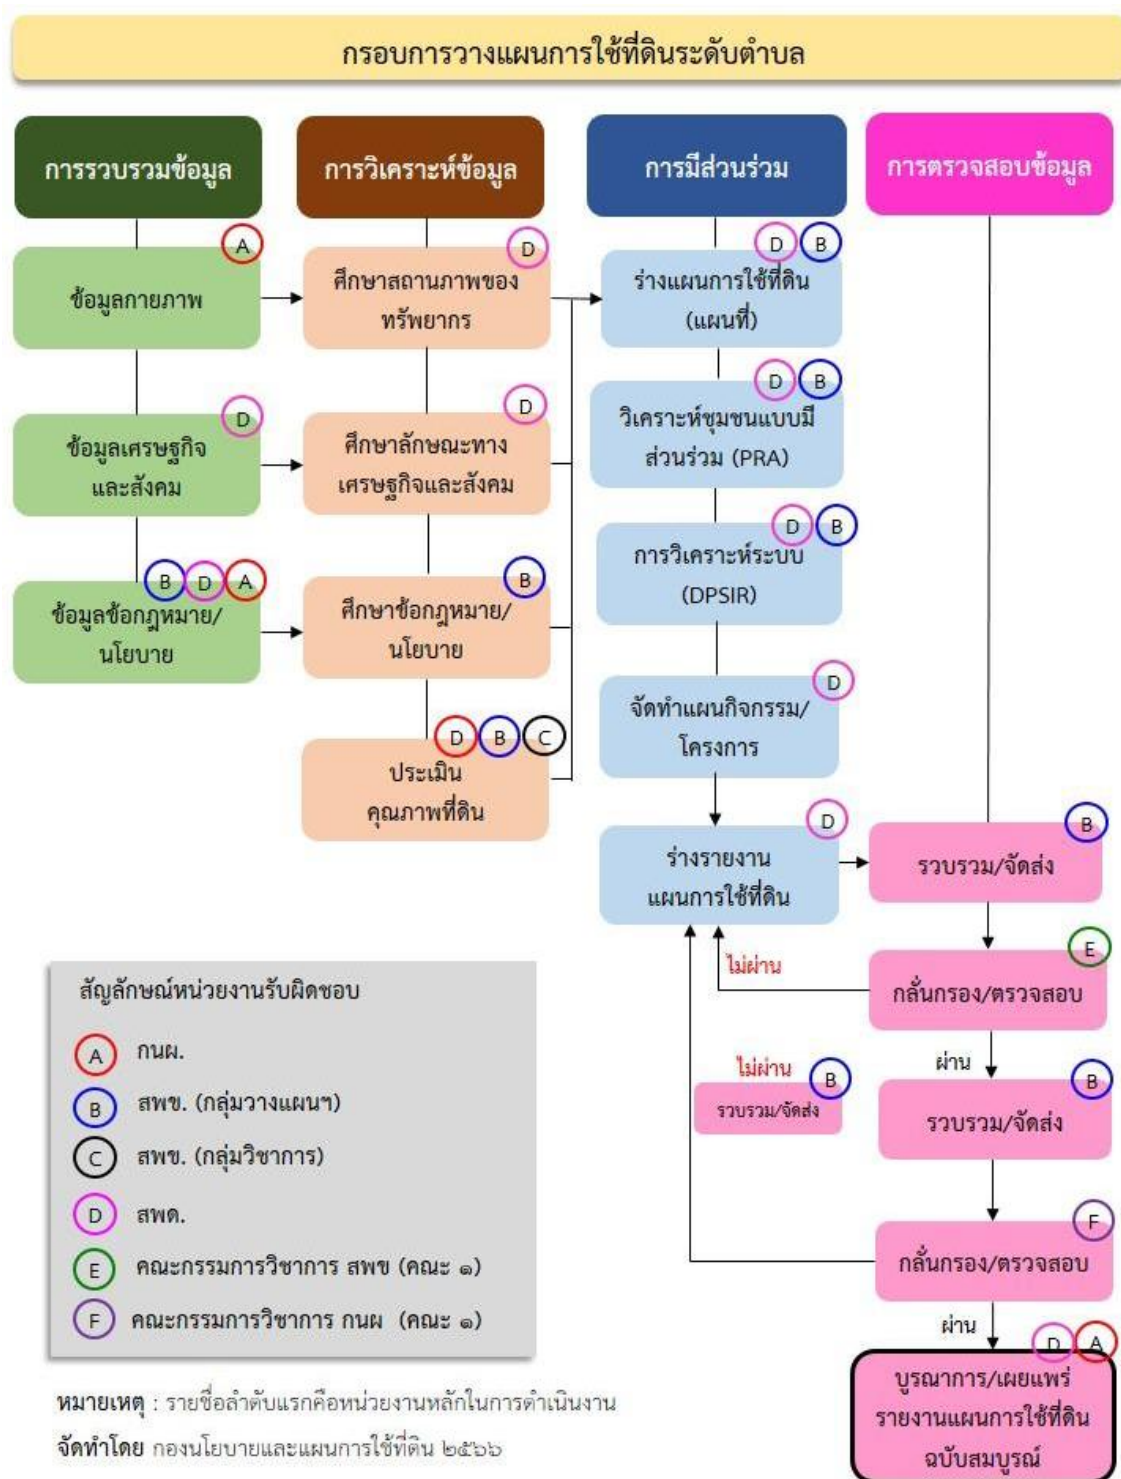 กรอบการวางแผนการใช้ที่ดินระดับตำบล
การรวบรวมข้อมูล
A
ข้อมูลกายภาพ
D
ข้อมูลเศรษฐกิจ
และสังคม
B D A
ข้อมูลข้อกฎหมาย/
นโยบาย
การวิเคราะห์ข้อมูล
D
ศึกษาสถานภาพของ
ทรัพยากร
D
ศึกษาลักษณะทาง
เศรษฐกิจและสังคม
B
ศึกษาข้อกฎหมาย/
นโยบาย
D B C
ประเมิน
คุณภาพที่ดิน
การมีส่วนร่วม
D B
ร่างแผนการใช้ที่ดิน
(แผนที่)
D B
วิเคราะห์ชุมชนแบบมี
ส่วนร่วม (PRA)
D B
การวิเคราะห์ระบบ
(DPSIR)
D
จัดทำแผนกิจกรรม/
โครงการ
D
ร่างรายงาน
แผนการใช้ที่ดิน
การตรวจสอบข้อมูล
B
รวบรวม/จัดส่ง
E
กลั่นกรอง/ตรวจสอบ
ไม่ผ่าน
ผ่าน
B
รวบรวม/จัดส่ง
ไม่ผ่าน
B
รวบรวม/จัดส่ง
F
กลั่นกรอง/ตรวจสอบ
ผ่าน
D A
บูรณาการ/เผยแพร่
รายงานแผนการใช้ที่ดิน
ฉบับสมบูรณ์
สัญลักษณ์หน่วยงานรับผิดชอบ
A กนผ.
B สพข. (กลุ่มวางแผนฯ)
C สพข. (กลุ่มวิชาการ)
D สพด.
E คณะกรรมการวิชาการ สพข (คณะ ๑)
F คณะกรรมการวิชาการ กนผ (คณะ ๑)
หมายเหตุ : รายชื่อลำดับแรกคือหน่วยงานหลักในการดำเนินงาน
จัดทำโดย กองนโยบายและแผนการใช้ที่ดิน ๒๕๖๖